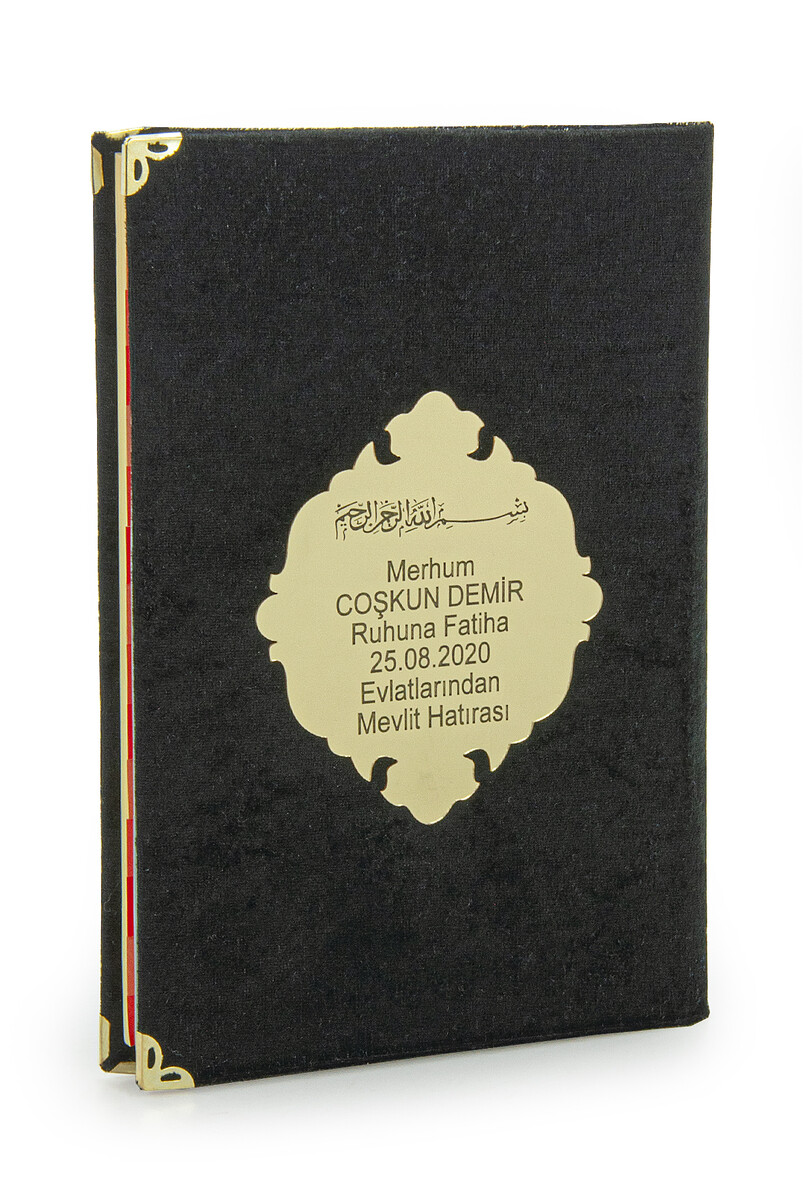 بسم الله الرحمن الرحيم
Merhum
COŞKUN DEMİR
Ruhuna Fatiha
25.08.2020
Evlatlarından
Mevlit Hatırası